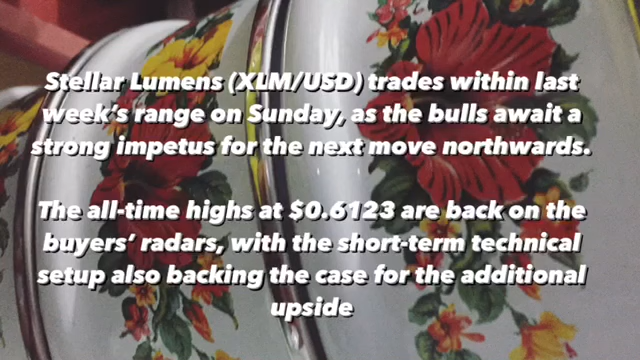 Stellar Lumens (XLM/USD) trades within last
week’s range on Sunday, as the bulls await a
strong impetus for the next move northwards.
The all-time highs at $0.6123 are back on the
buyers’ radars, with the short-term technical
setup also backing the case for the additional
upside